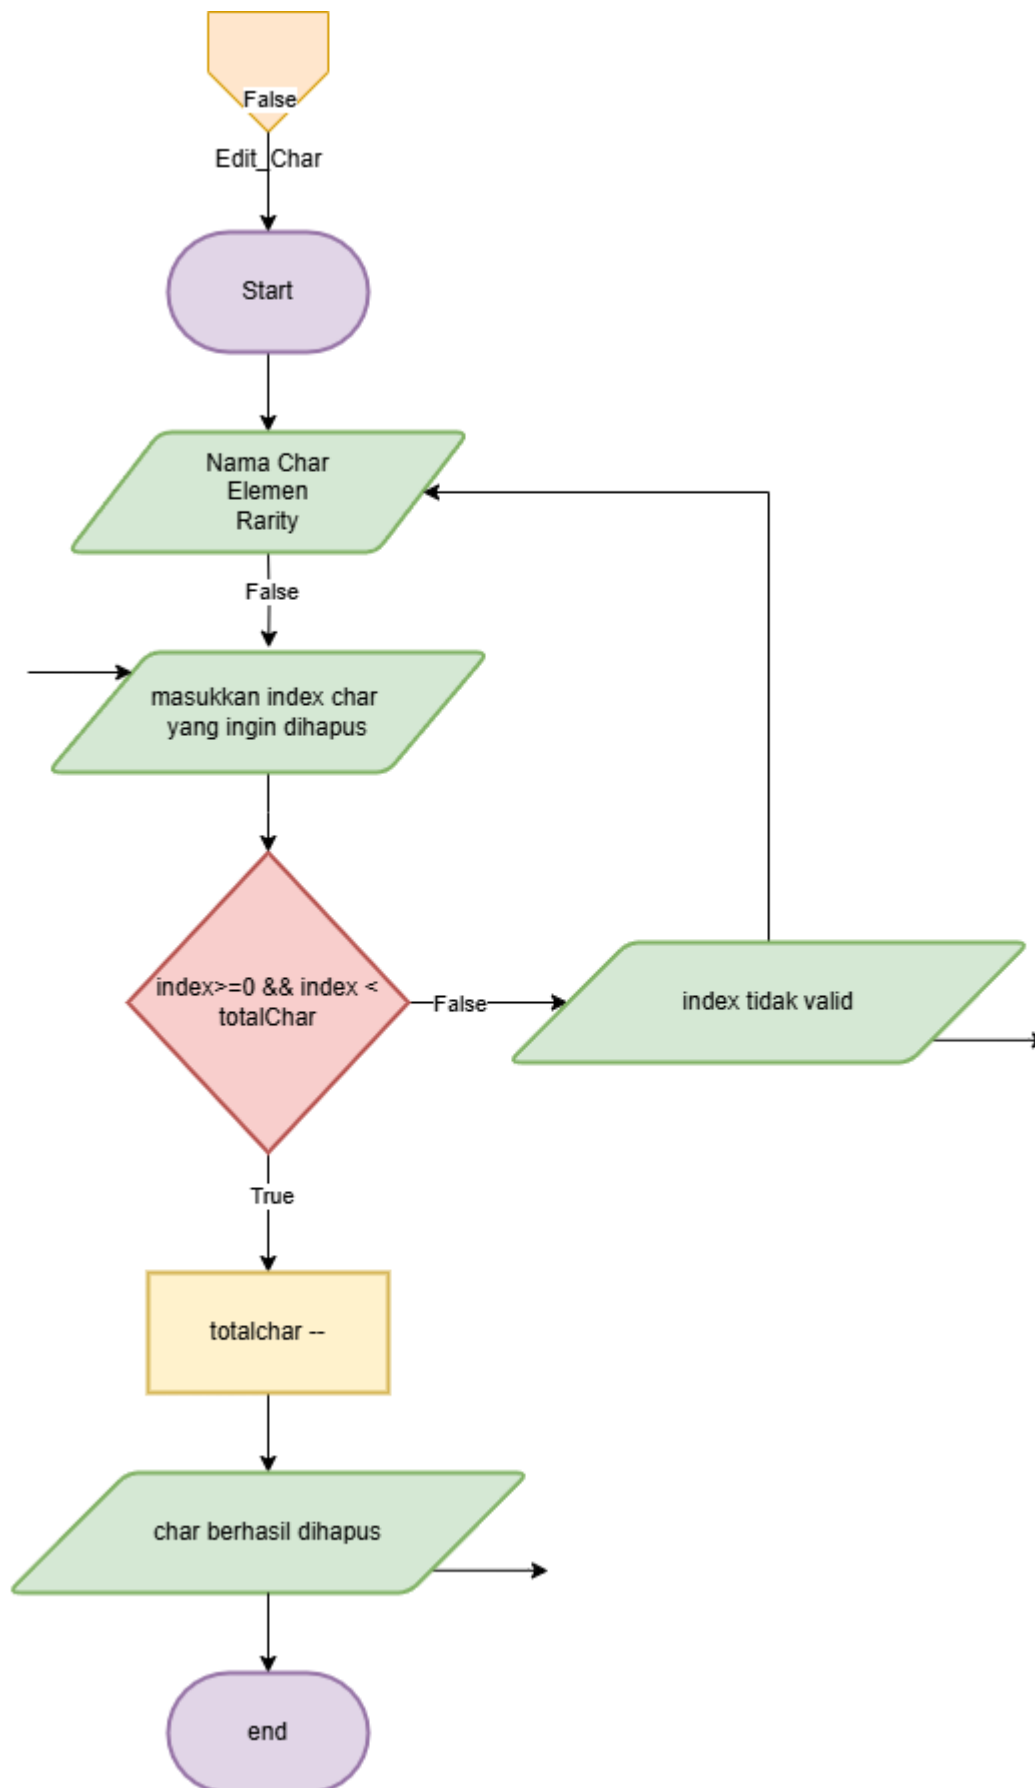 False
Edit_Char
Start
Nama Char
Elemen
Rarity
False
masukkan index char
yang ingin dihapus
index>=0 && index <
totalChar
False
index tidak valid
True
totalchar --
char berhasil dihapus
end